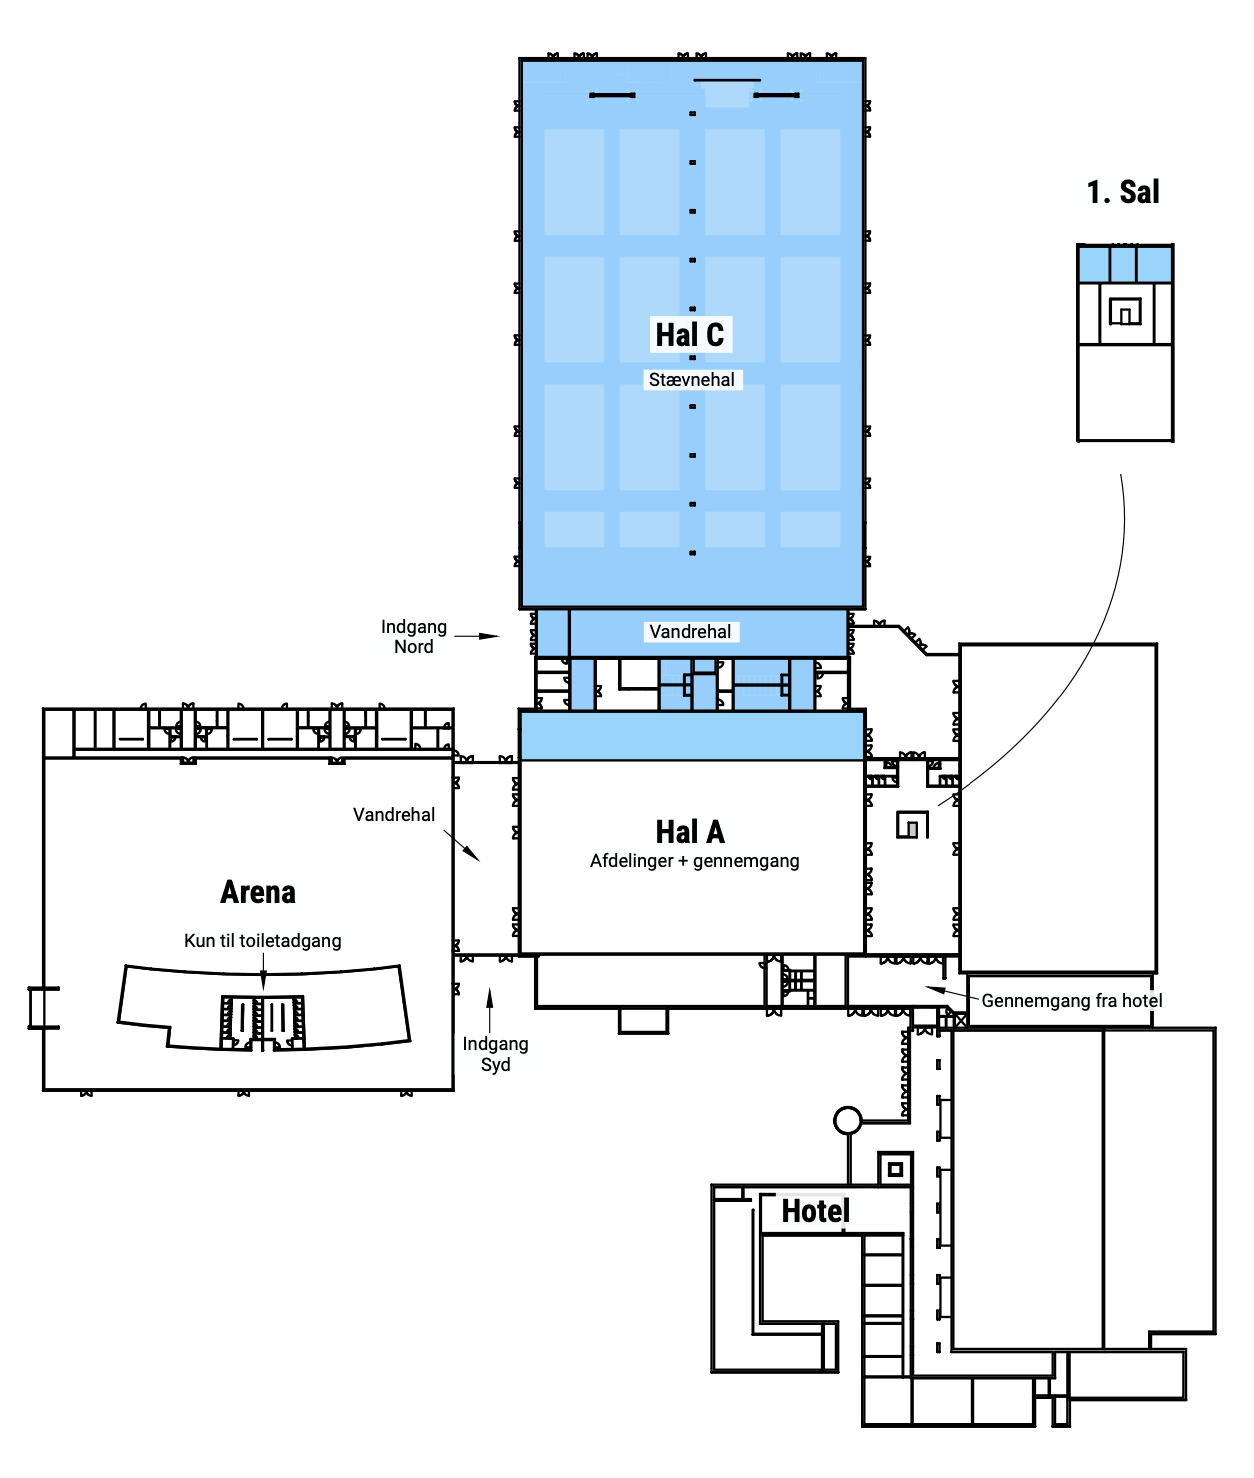 1. Sal
Hal C
Stævnehal
Indgang
Nord
Vandrehal
Vandrehal
Hal A
Afdelinger + gennemgang
Arena
Kun til toiletadgang
Gennemgang fra hotel
Indgang
Syd
Hotel